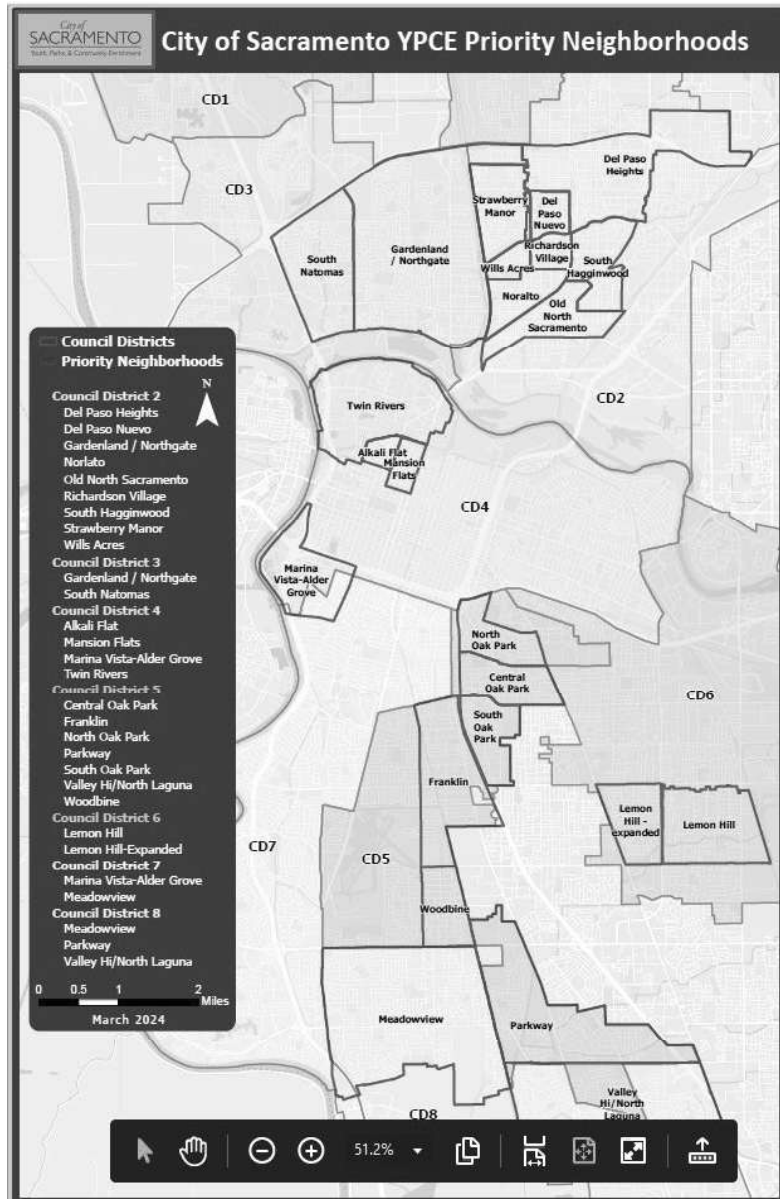 City of
SACRAMENTO
Youth, Parks, & Community Enrichment
City of Sacramento YPCE Priority Neighborhoods
CD1
CD3
Del Paso
Heights
Strawberry
Manor
Del
Paso
Nuevo
Gardenland
/ Northgate
South
Natomas
Richardson
Village
Wills Acres
South
Hagginwood
Noralto
Old
North
Sacramento
CD2
Twin Rivers
Alkali Flat
Mansion
Flats
CD4
Marina
Vista-Alder
Grove
North
Oak Park
Central
Oak Park
South
Oak
Park
CD6
Franklin
Lemon
Hill -
expanded
Lemon Hill
CD7
CD5
Woodbine
Meadowview
Parkway
Valley
Hi/North
Laguna
CD8
Council Districts
Priority Neighborhoods
N
Council District 2
Del Paso Heights
Del Paso Nuevo
Gardenland / Northgate
Norlato
Old North Sacramento
Richardson Village
South Hagginwood
Strawberry Manor
Wills Acres
Council District 3
Gardenland / Northgate
South Natomas
Council District 4
Alkali Flat
Mansion Flats
Marina Vista-Alder Grove
Twin Rivers
Council District 5
Central Oak Park
Franklin
North Oak Park
Parkway
South Oak Park
Valley Hi/North Laguna
Woodbine
Council District 6
Lemon Hill
Lemon Hill-Expanded
Council District 7
Marina Vista-Alder Grove
Meadowview
Council District 8
Meadowview
Parkway
Valley Hi/North Laguna
0 0.5 1 2
Miles
March 2024
51.2%